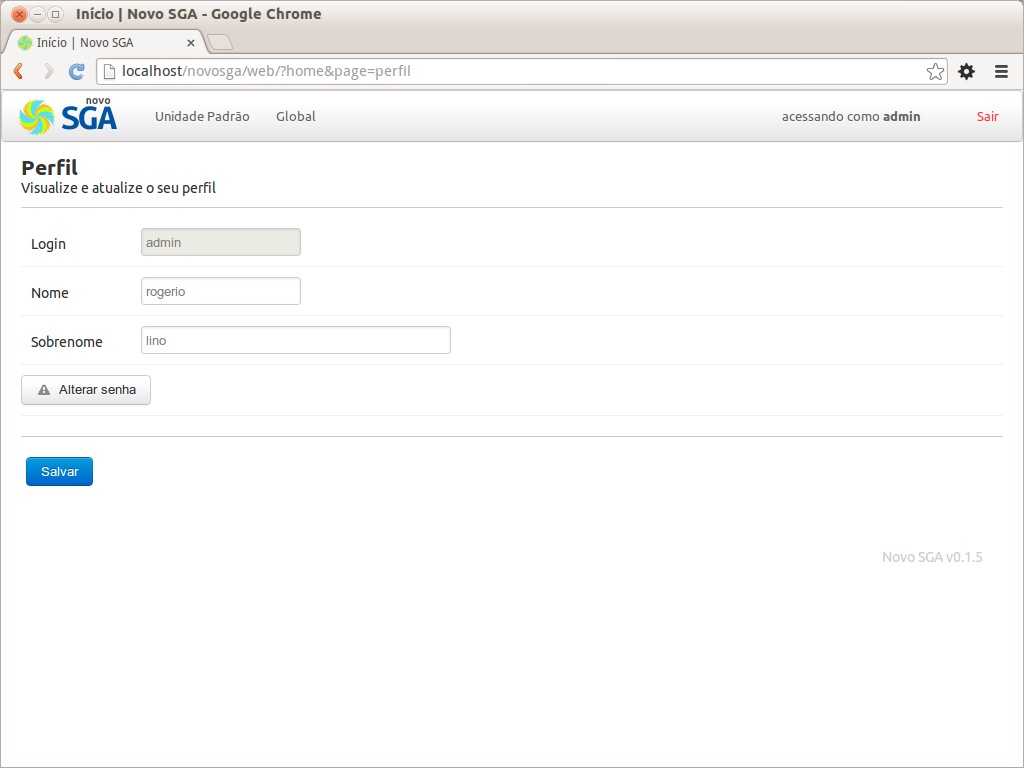 Início | Novo SGA - Google Chrome
Início | Novo SGA
localhost/novosga/web/?home&page=perfil
novo
SGA
Unidade Padrão Global acessando como admin Sair
Perfil
Visualize e atualize o seu perfil
Login admin
Nome rogerio
Sobrenome lino
Alterar senha
Salvar
Novo SGA v0.1.5